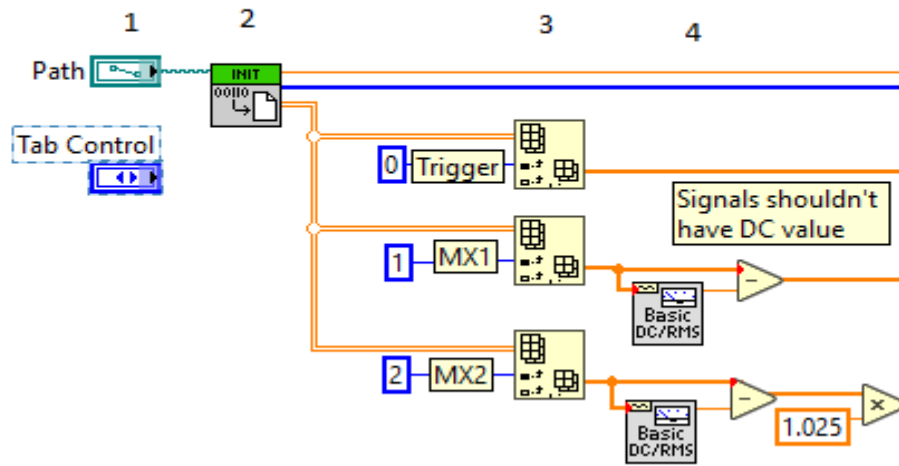 1
2
3
4
Path
INIT
00110
Tab Control
0
Trigger
Signals shouldn't
have DC value
1
MX1
Basic
DC/RMS
-
2
MX2
Basic
DC/RMS
-
1.025
x